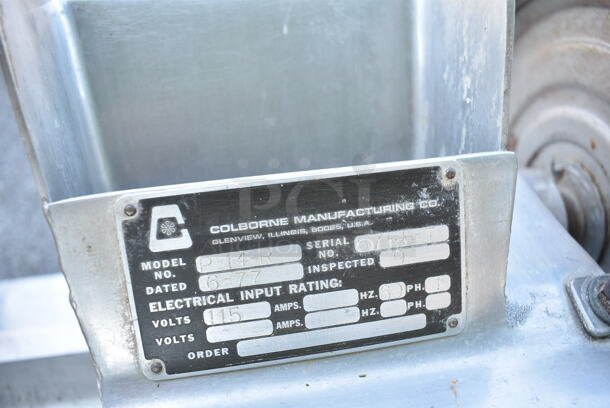 COLBORNE MANUFACTURING CO.
GLENVIEW, ILLINOIS, 60025, U.S.A.
MODEL NO. SERIAL NO.
DATED 6-77 INSPECTED
ELECTRICAL INPUT RATING:
VOLTS 115 AMPS. HZ. PH. 1
VOLTS AMPS. HZ. PH.
ORDER